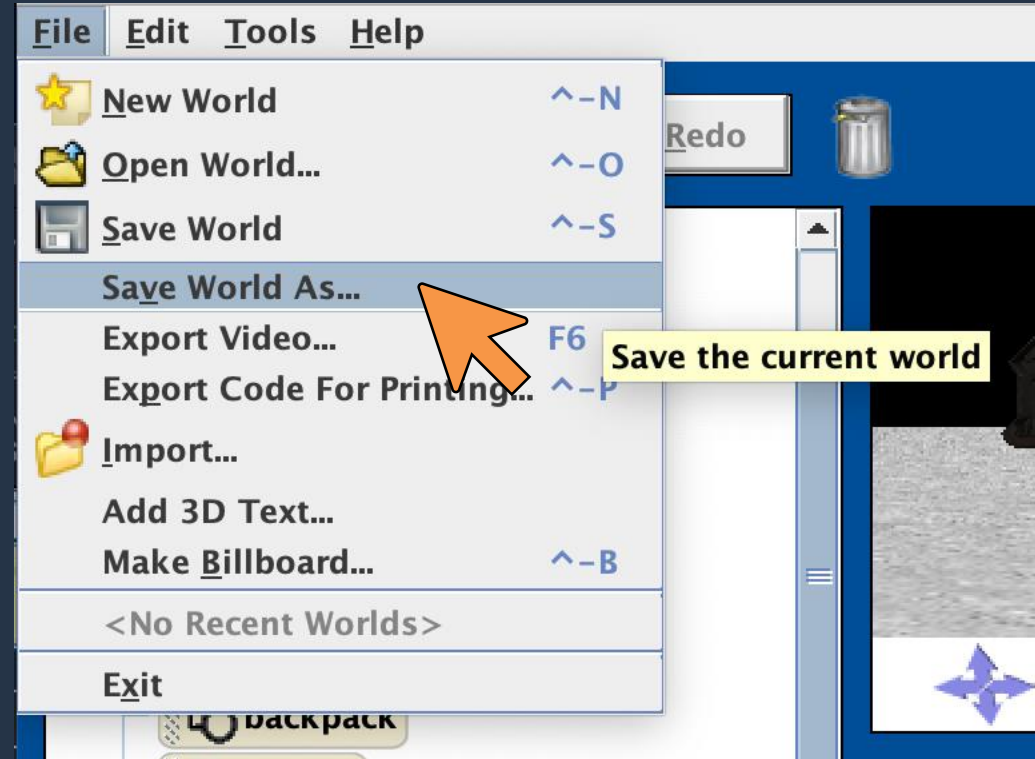 File Edit Tools Help
New World ^-N
Redo
Open World... ^-O
Save World ^-S
Save World As...
Export Video... F6
Save the current world
Export Code For Printing... ^-P
Import...
Add 3D Text...
Make Billboard... ^-B
<No Recent Worlds>
Exit
backpack